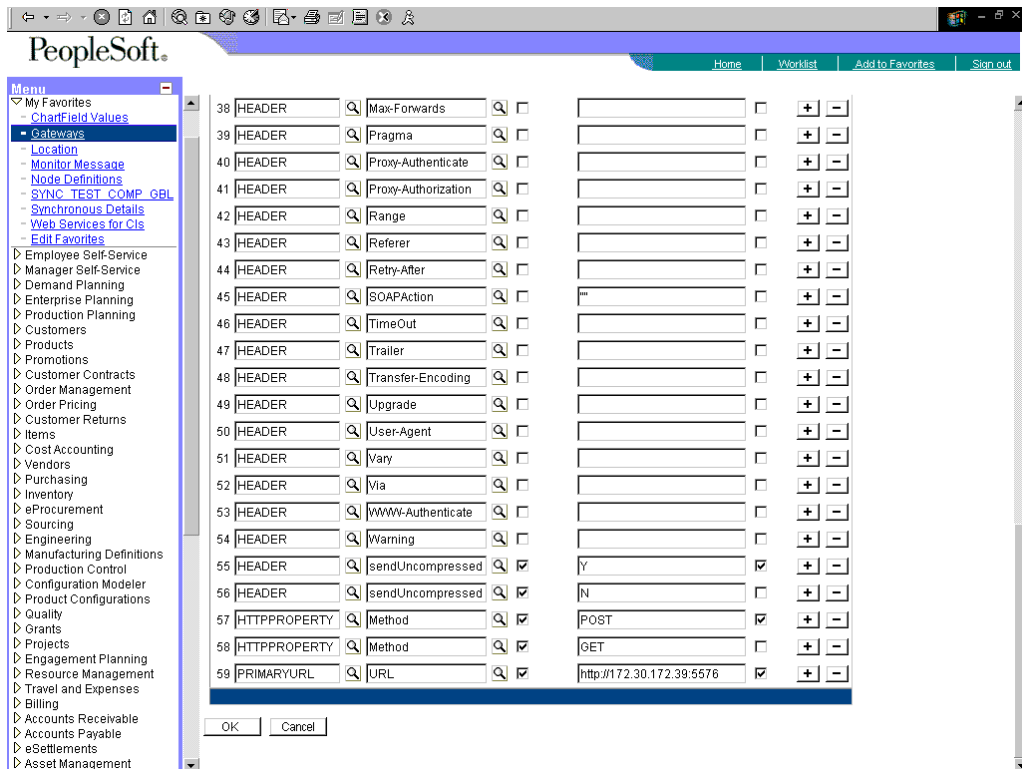 PeopleSoft.
Home | Worklist | Add to Favorites | Sign out
Menu
My Favorites
ChartField Values
Gateways
Location
Monitor Message
Node Definitions
SYNC_TEST_COMP_GBL
Synchronous Details
Web Services for CIs
Edit Favorites
Employee Self-Service
Manager Self-Service
Demand Planning
Enterprise Planning
Production Planning
Customers
Products
Promotions
Customer Contracts
Order Management
Order Pricing
Customer Returns
Items
Cost Accounting
Vendors
Purchasing
Inventory
eProcurement
Sourcing
Engineering
Manufacturing Definitions
Production Control
Configuration Modeler
Product Configurations
Quality
Grants
Projects
Engagement Planning
Resource Management
Travel and Expenses
Billing
Accounts Receivable
Accounts Payable
eSettlements
Asset Management
38 HEADER Max-Forwards
39 HEADER Pragma
40 HEADER Proxy-Authenticate
41 HEADER Proxy-Authorization
42 HEADER Range
43 HEADER Referer
44 HEADER Retry-After
45 HEADER SOAPAction ""
46 HEADER TimeOut
47 HEADER Trailer
48 HEADER Transfer-Encoding
49 HEADER Upgrade
50 HEADER User-Agent
51 HEADER Vary
52 HEADER Via
53 HEADER WWW-Authenticate
54 HEADER Warning
55 HEADER sendUncompressed Y
56 HEADER sendUncompressed N
57 HTTPPROPERTY Method POST
58 HTTPPROPERTY Method GET
59 PRIMARYURL URL http://172.30.172.39:5576
OK Cancel